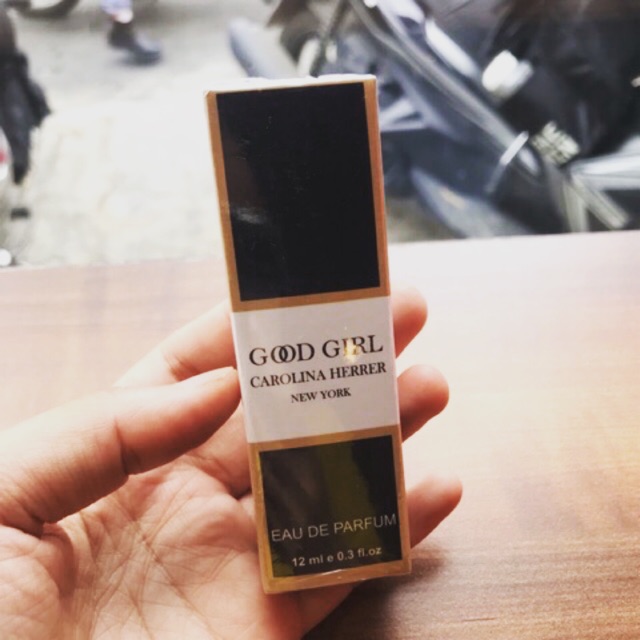 GOOD GIRL
CAROLINA HERRER
NEW YORK
EAU DE PARFUM
12 ml e 0.3 fl.oz